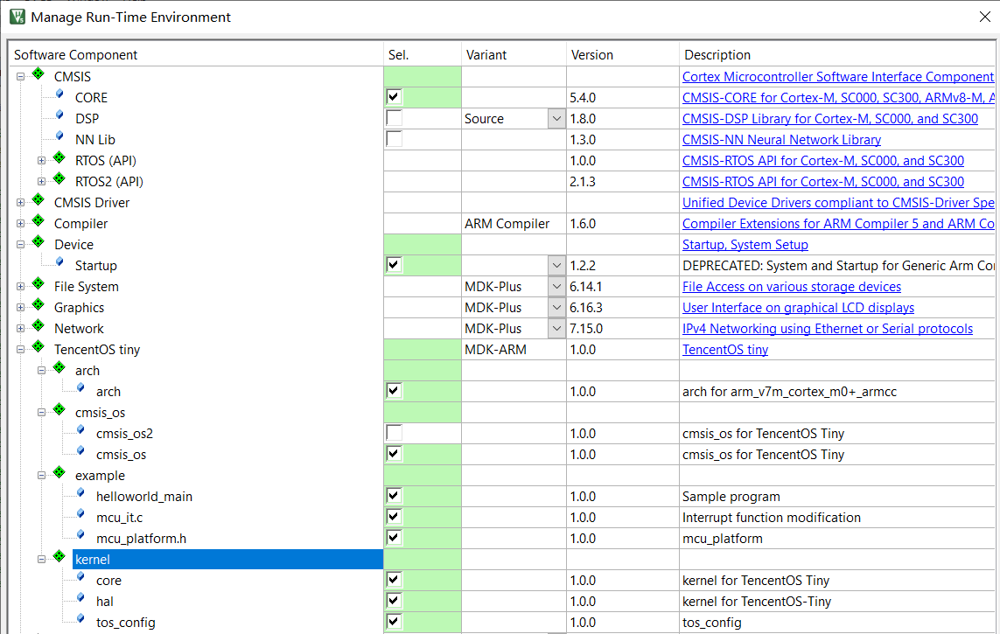 Manage Run-Time Environment
Software Component Sel. Variant Version Description
CMSIS Cortex Microcontroller Software Interface Component
CORE 5.4.0 CMSIS-CORE for Cortex-M, SC000, SC300, ARMv8-M, A
DSP Source 1.8.0 CMSIS-DSP Library for Cortex-M, SC000, and SC300
NN Lib 1.3.0 CMSIS-NN Neural Network Library
RTOS (API) 1.0.0 CMSIS-RTOS API for Cortex-M, SC000, and SC300
RTOS2 (API) 2.1.3 CMSIS-RTOS API for Cortex-M, SC000, and SC300
CMSIS Driver Unified Device Drivers compliant to CMSIS-Driver Spe
Compiler ARM Compiler 1.6.0 Compiler Extensions for ARM Compiler 5 and ARM Co
Device Startup, System Setup
Startup 1.2.2 DEPRECATED: System and Startup for Generic Arm Cor
File System MDK-Plus 6.14.1 File Access on various storage devices
Graphics MDK-Plus 6.16.3 User Interface on graphical LCD displays
Network MDK-Plus 7.15.0 IPv4 Networking using Ethernet or Serial protocols
TencentOS tiny MDK-ARM 1.0.0 TencentOS tiny
arch
arch 1.0.0 arch for arm_v7m_cortex_m0+_armcc
cmsis_os
cmsis_os2 1.0.0 cmsis_os for TencentOS Tiny
cmsis_os 1.0.0 cmsis_os for TencentOS Tiny
example
helloworld_main 1.0.0 Sample program
mcu_it.c 1.0.0 Interrupt function modification
mcu_platform.h 1.0.0 mcu_platform
kernel
core 1.0.0 kernel for TencentOS Tiny
hal 1.0.0 kernel for TencentOS-Tiny
tos_config 1.0.0 tos_config